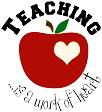 TEACHING
...is a work of heart